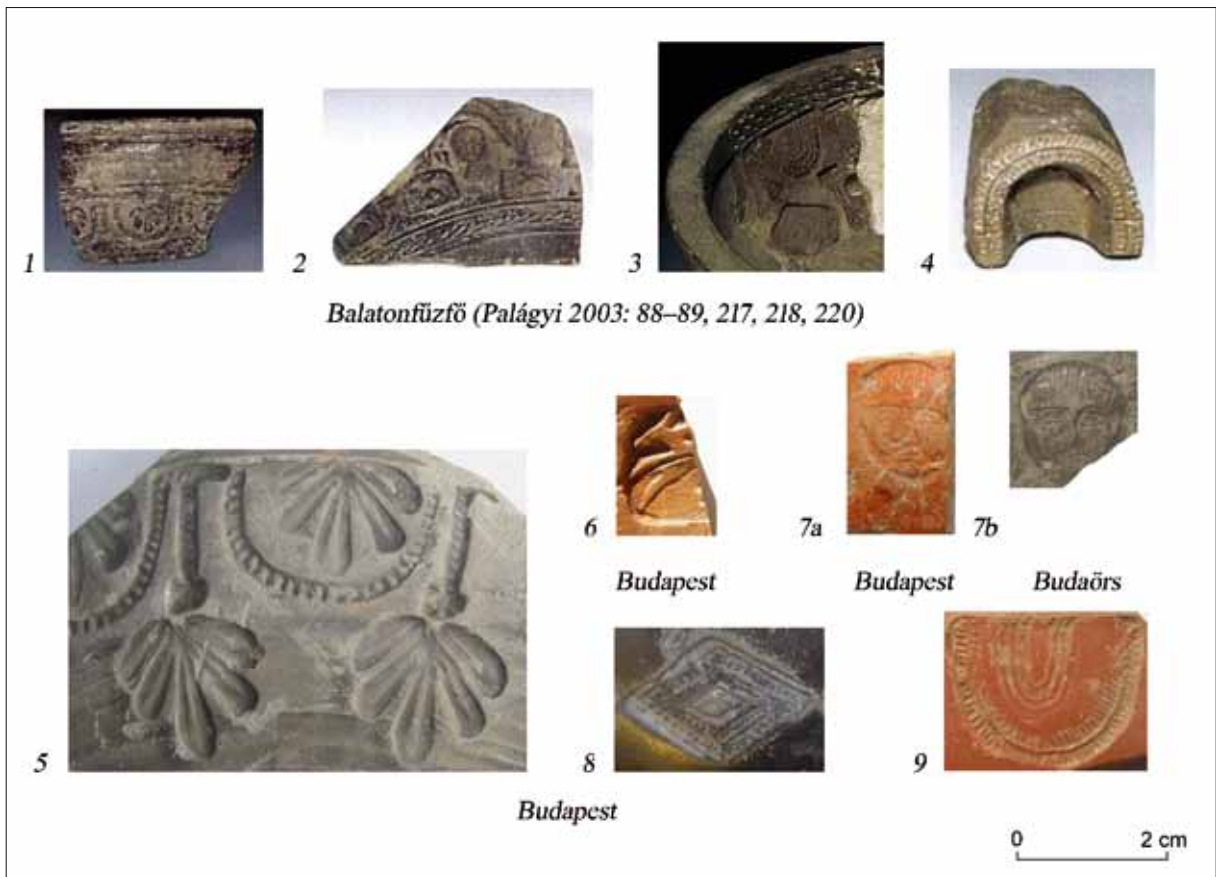 1 2 3 4
Balatonfűzfő (Palágyi 2003: 88–89, 217, 218, 220)
6 7a 7b
Budapest Budapest Budaörs
5 8 9
Budapest
0 2 cm